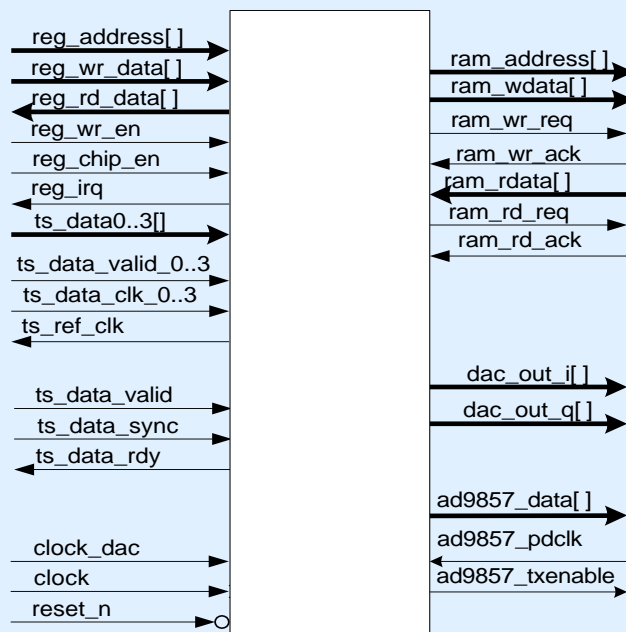 reg_address[ ]
reg_wr_data[ ]
reg_rd_data[ ]
reg_wr_en
reg_chip_en
reg_irq
ts_data0..3[]
ts_data_valid_0..3
ts_data_clk_0..3
ts_ref_clk
ts_data_valid
ts_data_sync
ts_data_rdy
clock_dac
clock
reset_n
ram_address[ ]
ram_wdata[ ]
ram_wr_req
ram_wr_ack
ram_rdata[ ]
ram_rd_req
ram_rd_ack
dac_out_i[ ]
dac_out_q[ ]
ad9857_data[ ]
ad9857_pdclk
ad9857_txenable